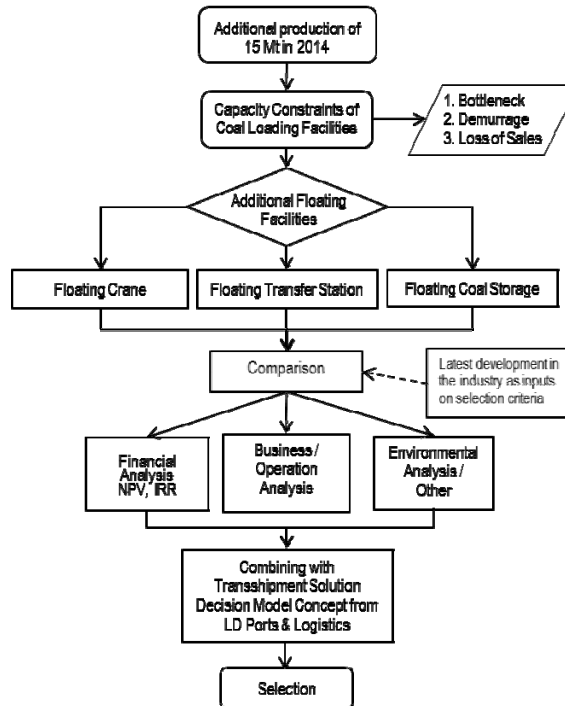 Additional production of
15 Mt in 2014
Capacity Constraints of
Coal Loading Facilities
1. Bottleneck
2. Demurrage
3. Loss of Sales
Additional Floating
Facilities
Floating Crane
Floating Transfer Station
Floating Coal Storage
Comparison
Latest development in
the industry as inputs
on selection criteria
Financial
Analysis
NPV, IRR
Business /
Operation
Analysis
Environmental
Analysis /
Other
Combining with
Transshipment Solution
Decision Model Concept from
LD Ports & Logistics
Selection